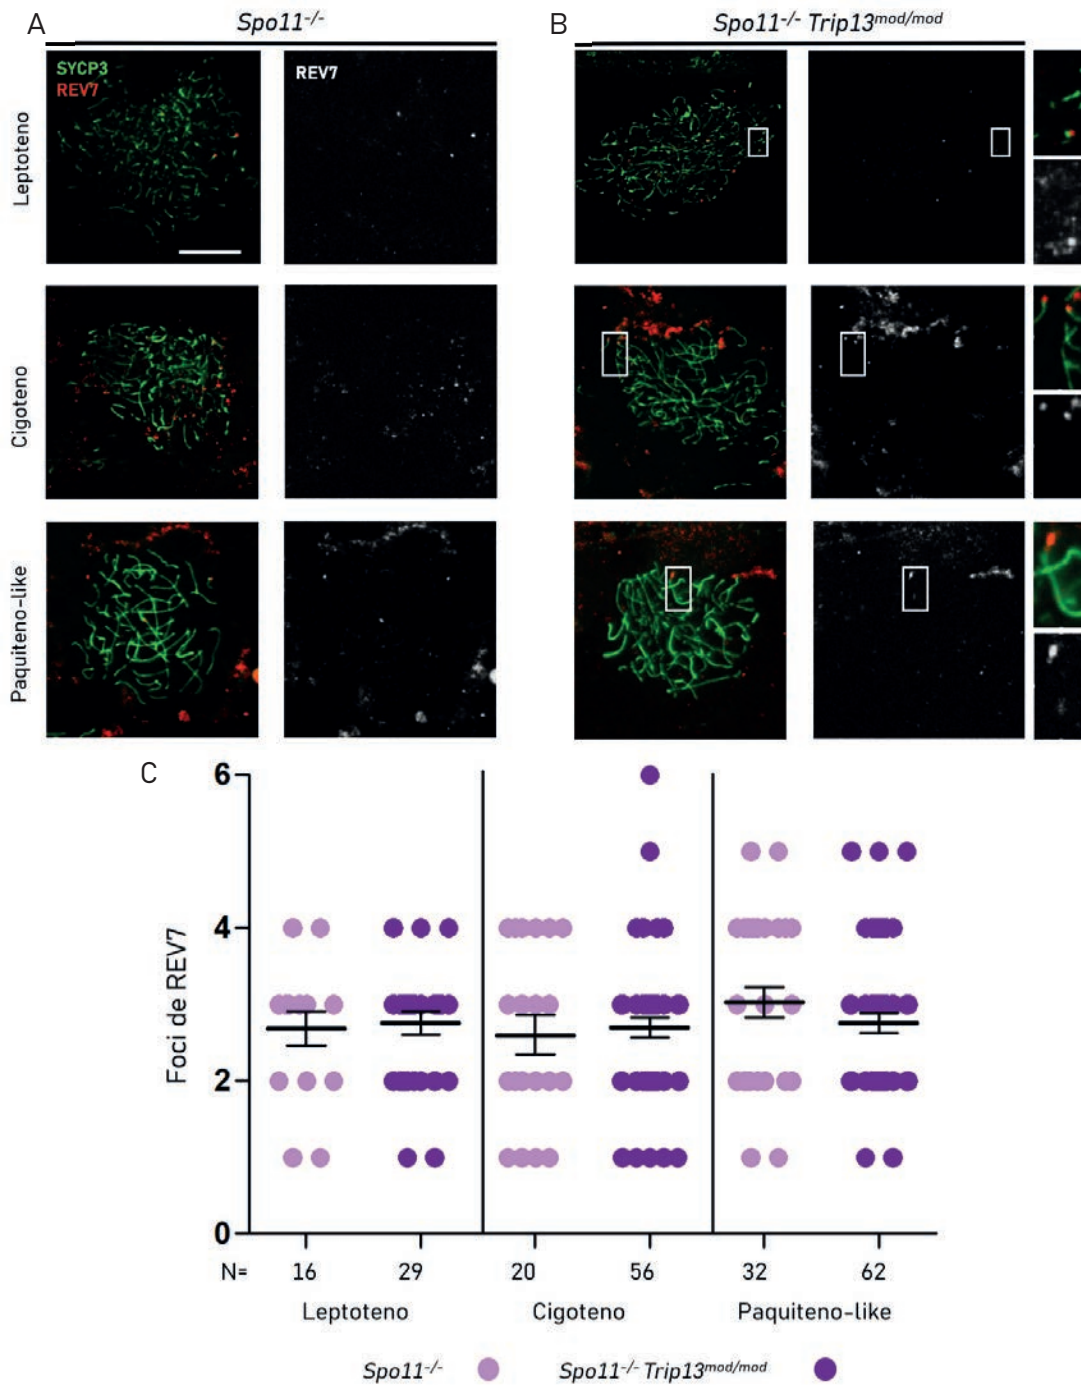 A Spo11-/- B Spo11-/- Trip13mod/mod
SYCP3 REV7
REV7
Leptoteno
Cigoteno
Paquiteno-like
C
Foci de REV7
6
4
2
0
N= 16 29 20 56 32 62
Leptoteno Cigoteno Paquiteno-like
Spo11-/- Spo11-/- Trip13mod/mod